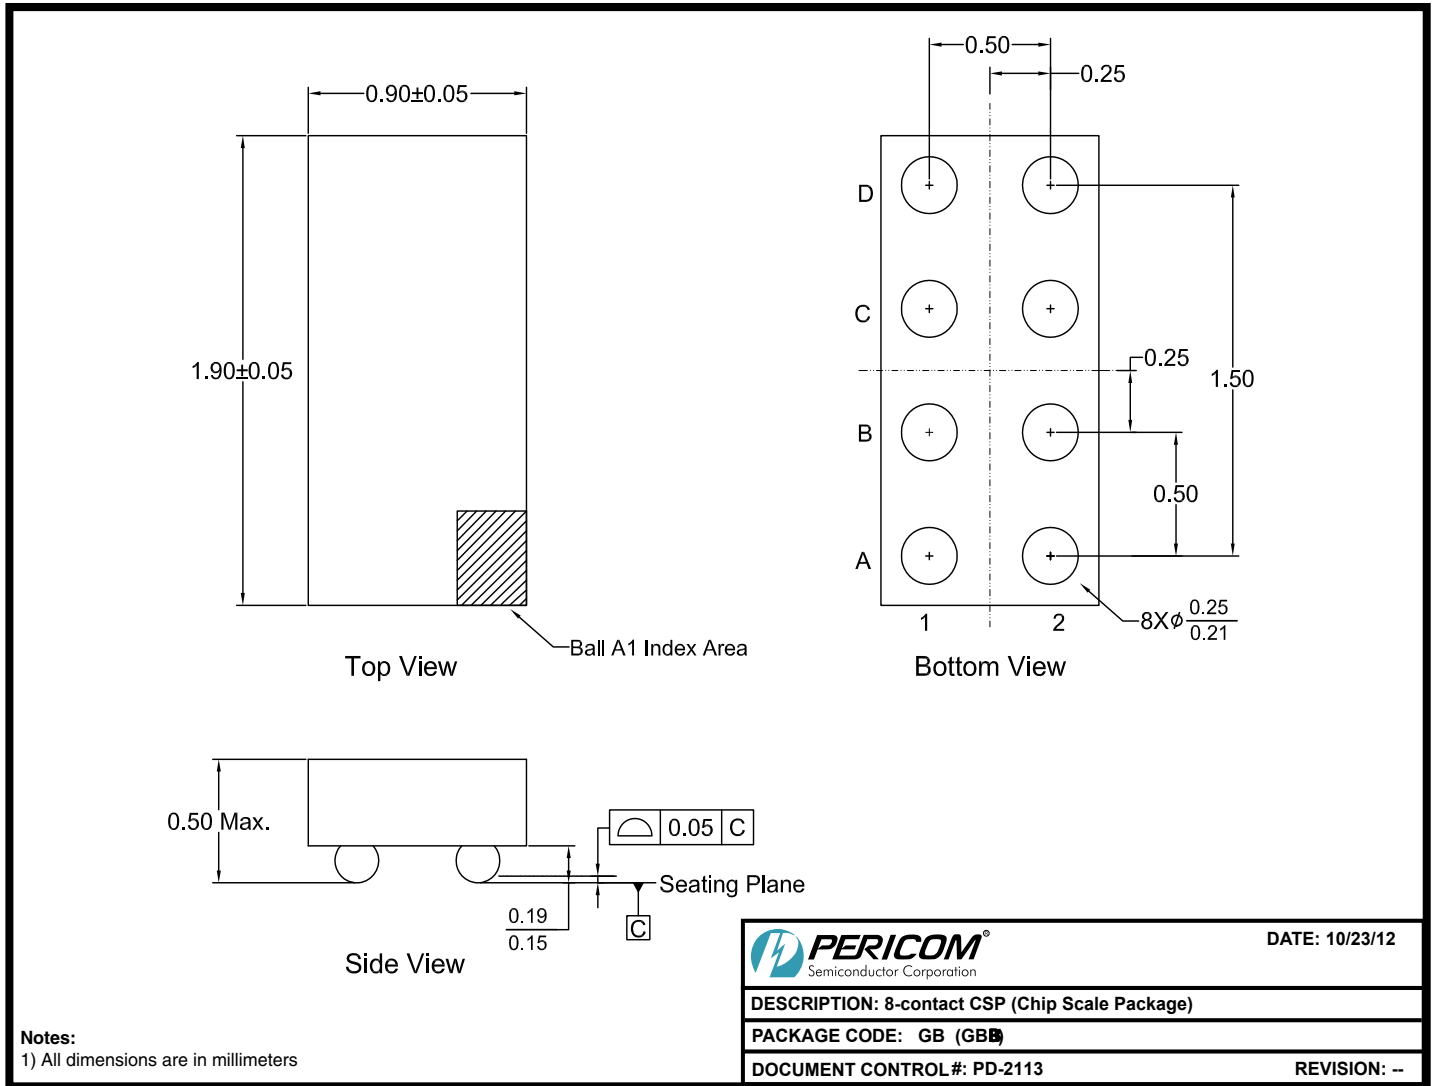 0.90±0.05
1.90±0.05
Ball A1 Index Area
Top View
0.50
0.25
D
C
B
A
0.25
1.50
0.50
1
2
8Xϕ 0.25
0.21
Bottom View
0.50 Max.
0.05 C
Seating Plane
C
0.19
0.15
Side View
PERICOM®
Semiconductor Corporation
DATE: 10/23/12
DESCRIPTION: 8-contact CSP (Chip Scale Package)
PACKAGE CODE: GB
DOCUMENT CONTROL#: PD-2113
REVISION: --
Notes:
1) All dimensions are in millimeters